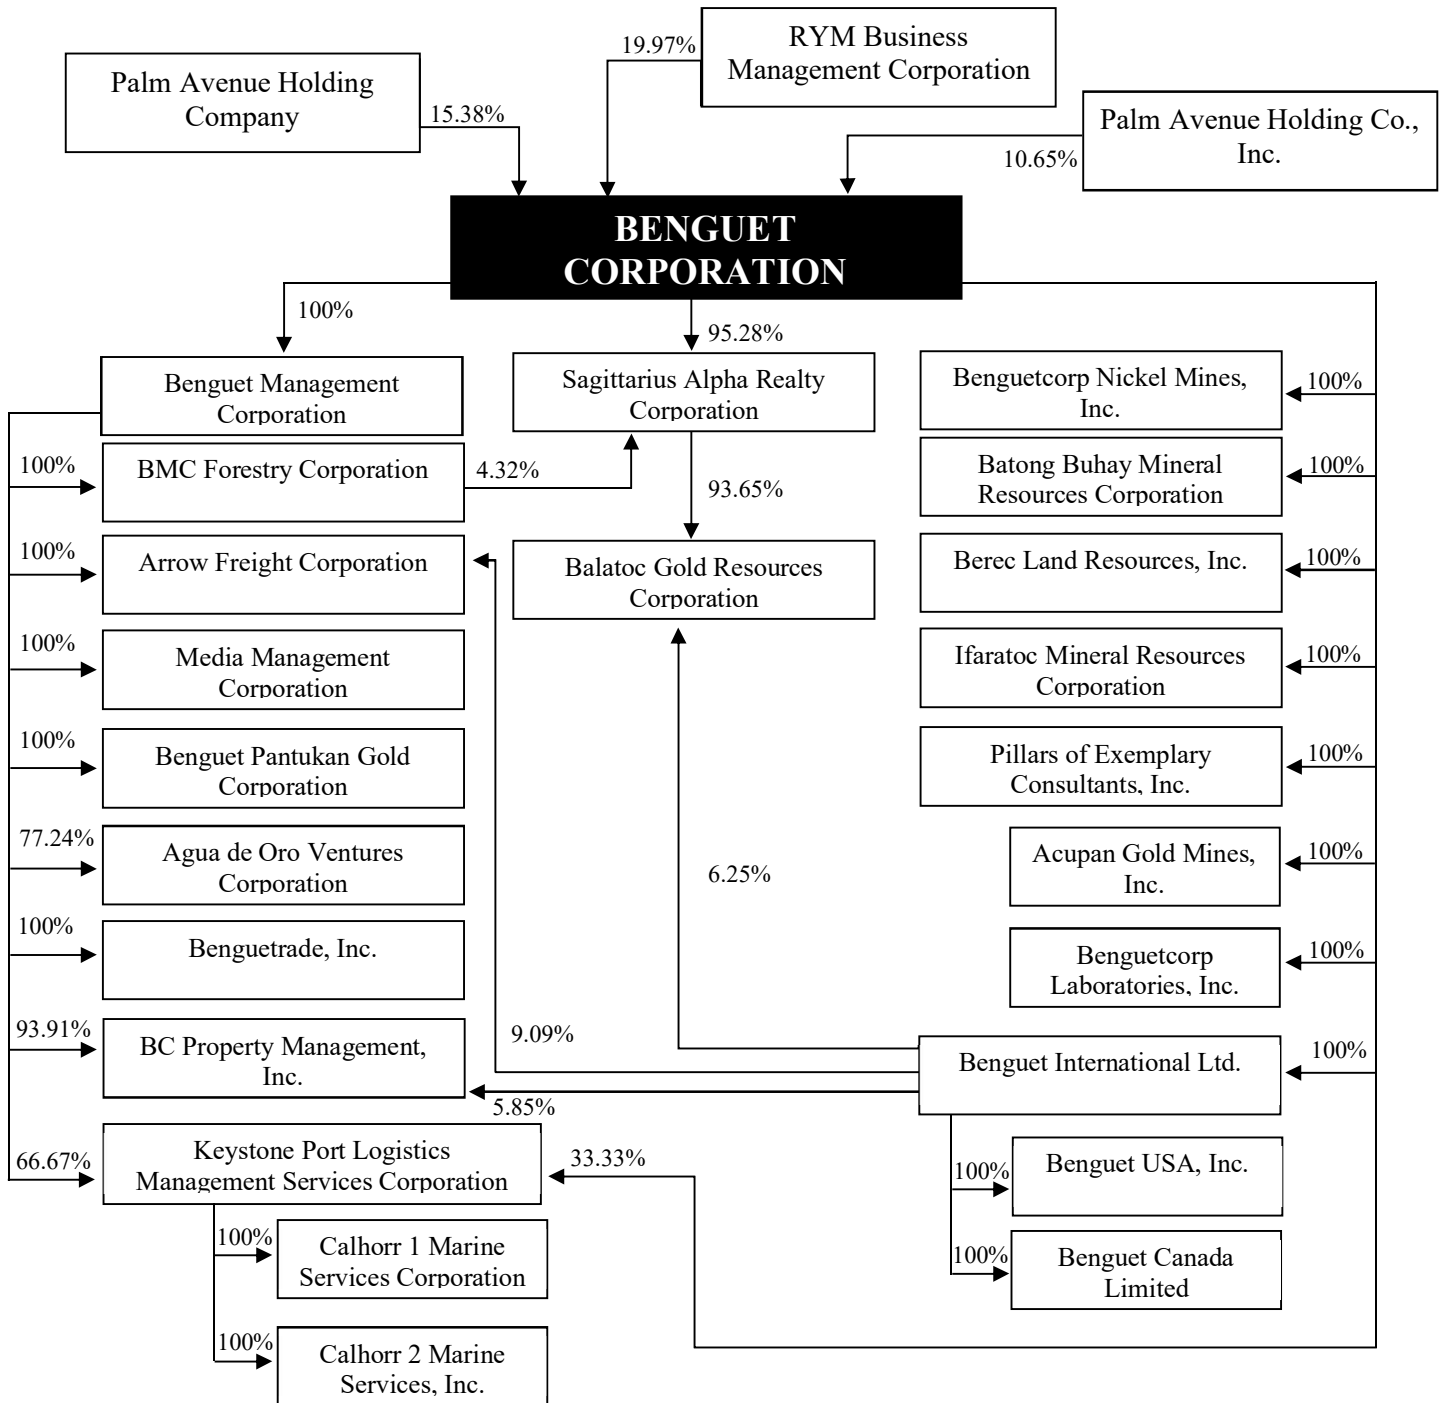 RYM Business
Management Corporation
19.97%
Palm Avenue Holding
Company
15.38%
Palm Avenue Holding Co.,
Inc.
10.65%
BENGUET
CORPORATION
100%
95.28%
Benguet Management
Corporation
Sagittarius Alpha Realty
Corporation
Benguetcorp Nickel Mines,
Inc.
100%
100%
BMC Forestry Corporation
4.32%
93.65%
Batong Buhay Mineral
Resources Corporation
100%
100%
Arrow Freight Corporation
Balatoc Gold Resources
Corporation
Berec Land Resources, Inc.
100%
100%
Media Management
Corporation
Ifaratoc Mineral Resources
Corporation
100%
100%
Benguet Pantukan Gold
Corporation
Pillars of Exemplary
Consultants, Inc.
100%
77.24%
Agua de Oro Ventures
Corporation
6.25%
Acupan Gold Mines,
Inc.
100%
100%
Benguetrade, Inc.
Benguetcorp
Laboratories, Inc.
100%
93.91%
BC Property Management,
Inc.
9.09%
5.85%
Benguet International Ltd.
100%
66.67%
Keystone Port Logistics
Management Services Corporation
33.33%
100%
Benguet USA, Inc.
100%
Calhorr 1 Marine
Services Corporation
100%
Benguet Canada
Limited
100%
Calhorr 2 Marine
Services, Inc.